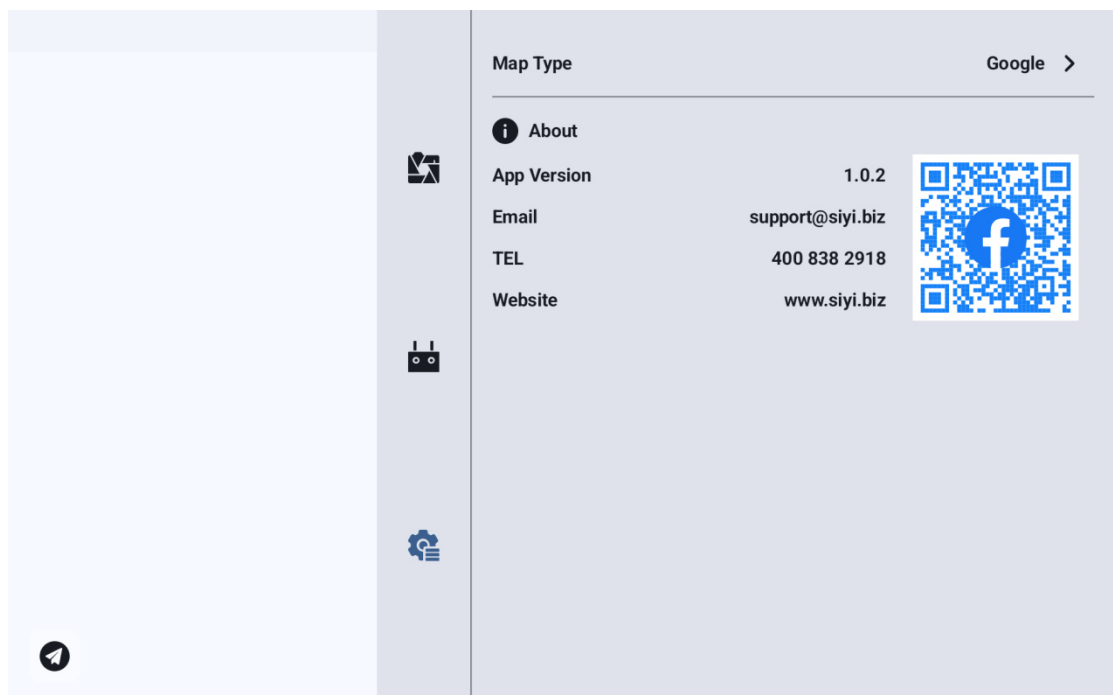 Map Type Google
About
App Version 1.0.2
Email support@siyi.biz
TEL 400 838 2918
Website www.siyi.biz